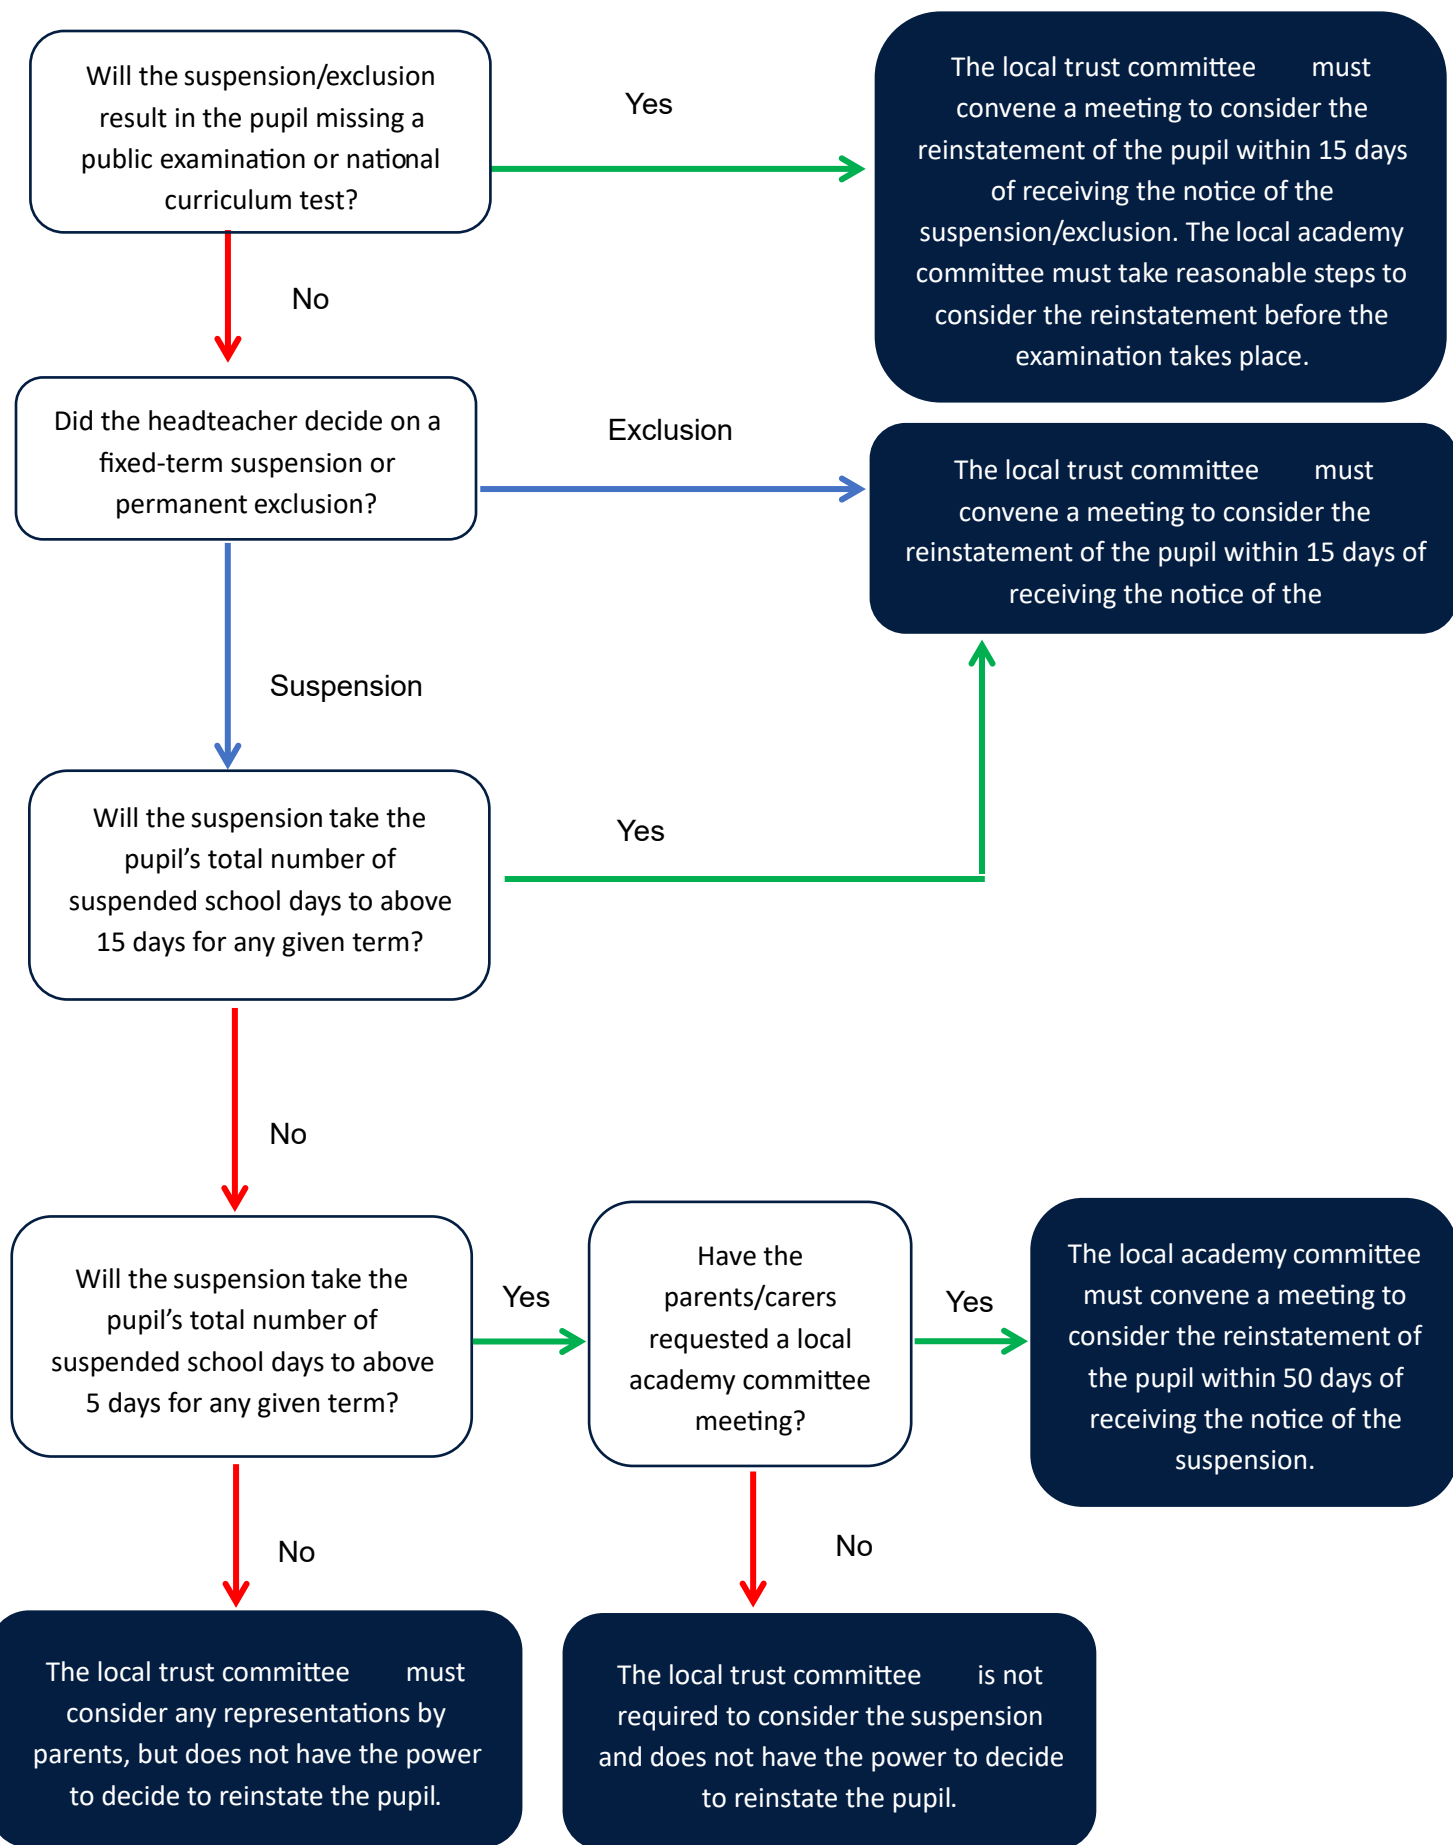 Will the suspension/exclusion
result in the pupil missing a
public examination or national
curriculum test?
Yes
The local trust committee must
convene a meeting to consider the
reinstatement of the pupil within 15 days
of receiving the notice of the
suspension/exclusion. The local academy
committee must take reasonable steps to
consider the reinstatement before the
examination takes place.
No
Did the headteacher decide on a
fixed-term suspension or
permanent exclusion?
Exclusion
The local trust committee must
convene a meeting to consider the
reinstatement of the pupil within 15 days of
receiving the notice of the
Suspension
Will the suspension take the
pupil's total number of
suspended school days to above
15 days for any given term?
Yes
No
Will the suspension take the
pupil's total number of
suspended school days to above
5 days for any given term?
Yes
Have the
parents/carers
requested a local
academy committee
meeting?
Yes
The local academy committee
must convene a meeting to
consider the reinstatement of
the pupil within 50 days of
receiving the notice of the
suspension.
No
No
The local trust committee must
consider any representations by
parents, but does not have the power
to decide to reinstate the pupil.
The local trust committee is not
required to consider the suspension
and does not have the power to decide
to reinstate the pupil.